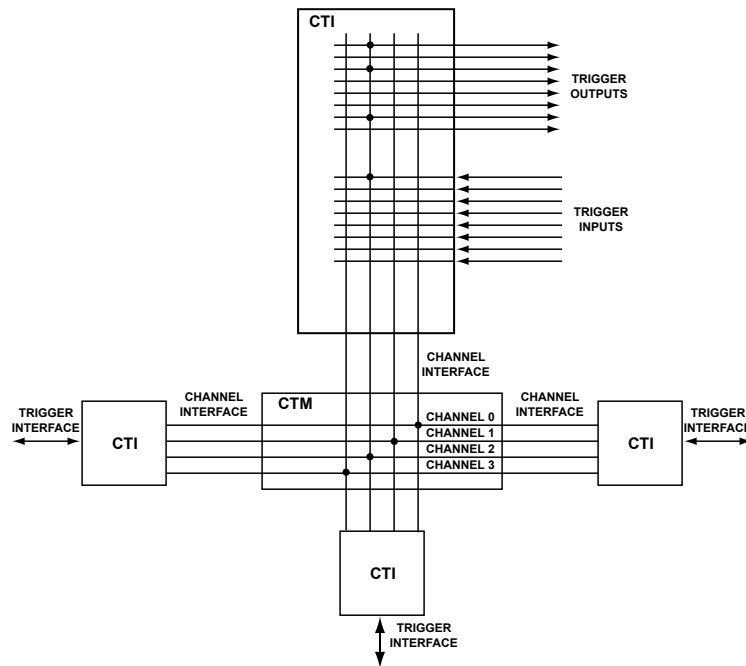 CTI
TRIGGER
OUTPUTS
TRIGGER
INPUTS
CHANNEL
INTERFACE
CHANNEL
INTERFACE
CTM
CHANNEL
INTERFACE
TRIGGER
INTERFACE
CTI
CHANNEL 0
CHANNEL 1
CHANNEL 2
CHANNEL 3
CTI
TRIGGER
INTERFACE
CTI
TRIGGER
INTERFACE